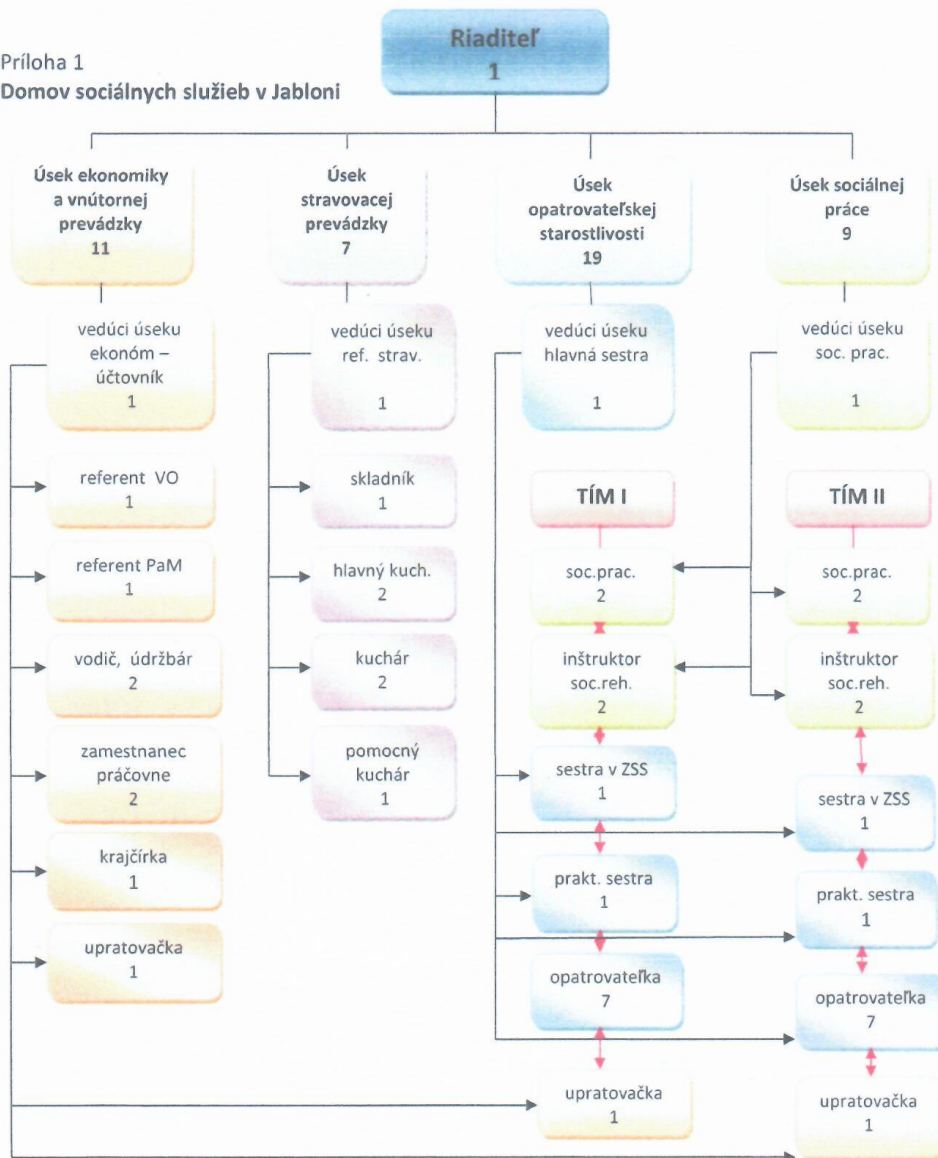 Príloha 1
Domov sociálnych služieb v Jabloni
Riaditeľ
1
Úsek ekonomiky
a vnútornej
prevádzky
11
Úsek
stravovacej
prevádzky
7
Úsek
opatrovateľskej
starostlivosti
19
Úsek sociálnej
práce
9
vedúci úseku
ekonóm –
účtovník
1
referent VO
1
referent PaM
1
vodič, údržbár
2
zamestnanec
práčovne
2
krajčírka
1
upratovačka
1
vedúci úseku
ref. strav.
1
skladník
1
hlavný kuch.
2
kuchár
2
pomocný
kuchár
1
vedúci úseku
hlavná sestra
1
TÍM I
soc.prac.
2
inštruktor
soc.reh.
2
sestra v ZSS
1
prakt. sestra
1
opatrovateľka
7
upratovačka
1
vedúci úseku
soc. prac.
1
TÍM II
soc.prac.
2
inštruktor
soc.reh.
2
sestra v ZSS
1
prakt. sestra
1
opatrovateľka
7
upratovačka
1